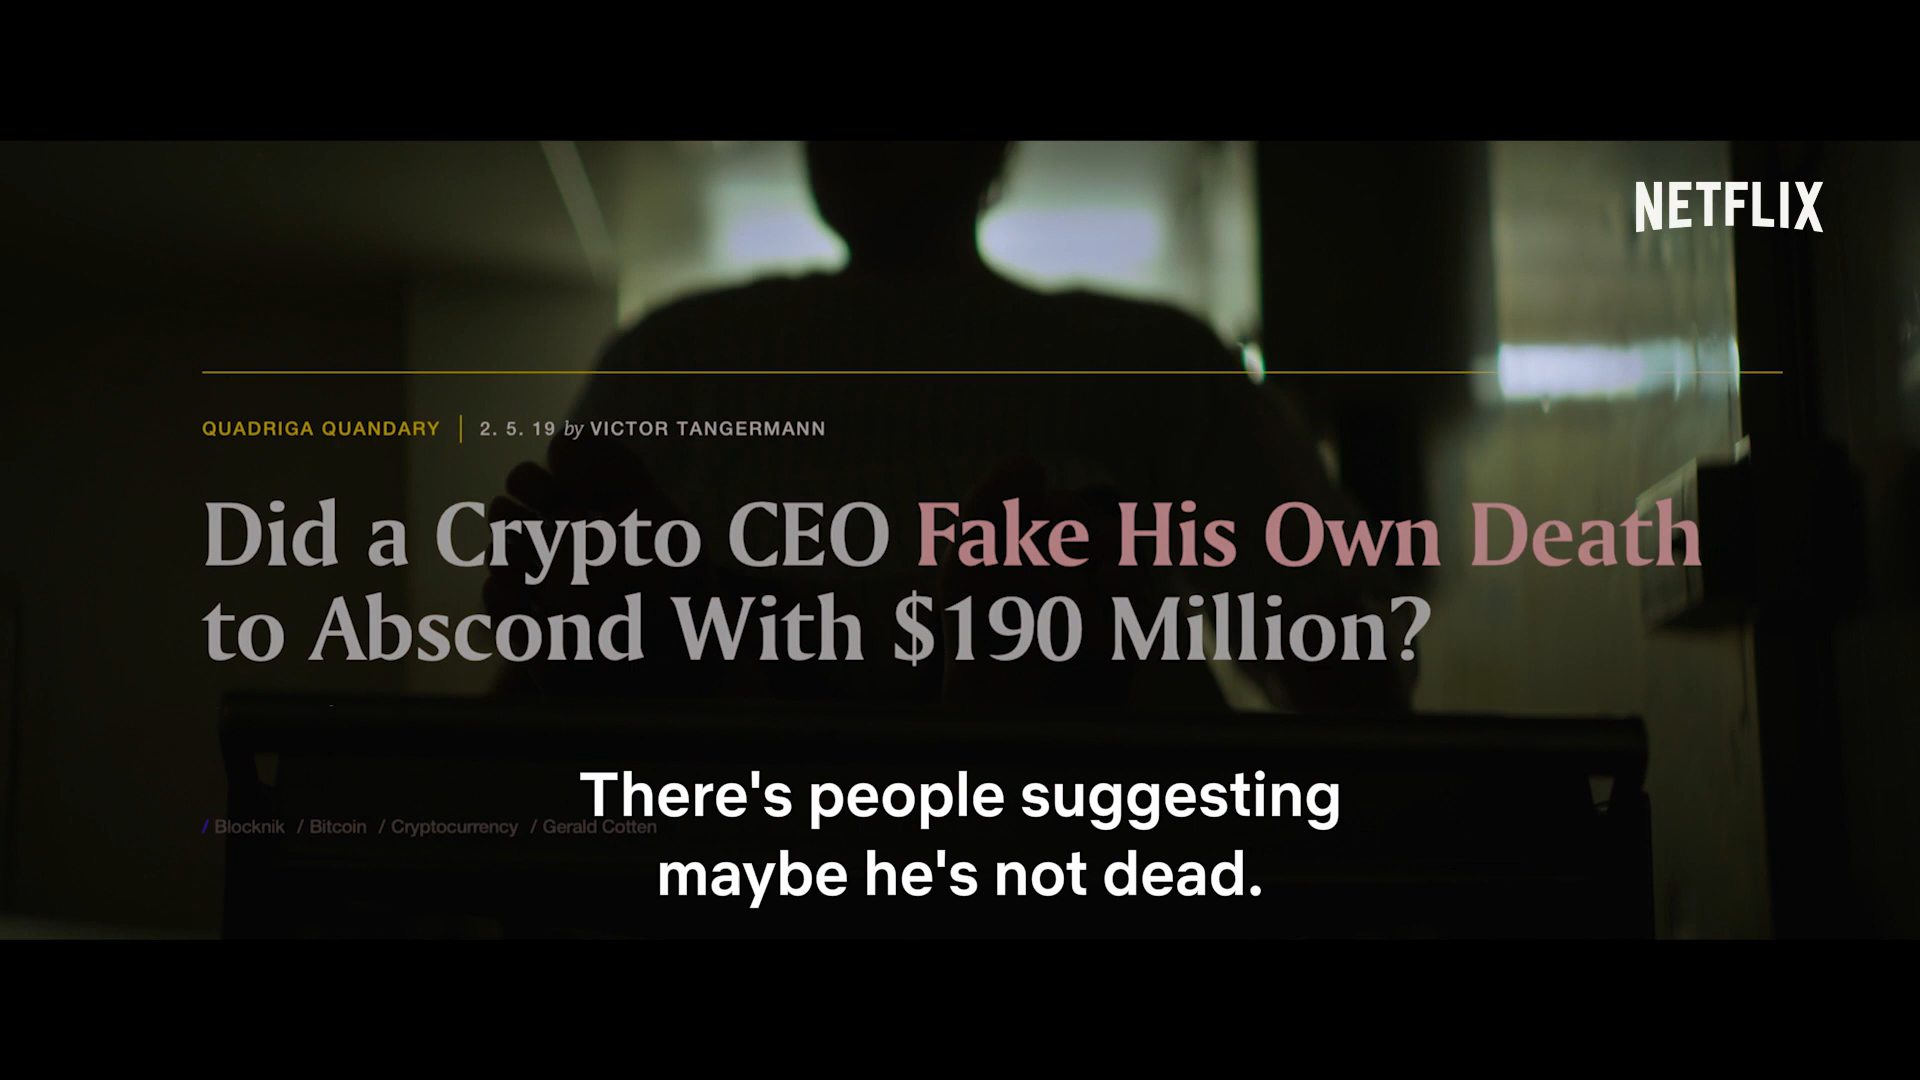 NETFLIX
QUADRIGA QUANDARY | 2. 5. 19 by VICTOR TANGERMANN
Did a Crypto CEO Fake His Own Death
to Abscond With $190 Million?
/ Blocknik / Bitcoin / Cryptocurrency / Gerald Cotten
There's people suggesting
maybe he's not dead.